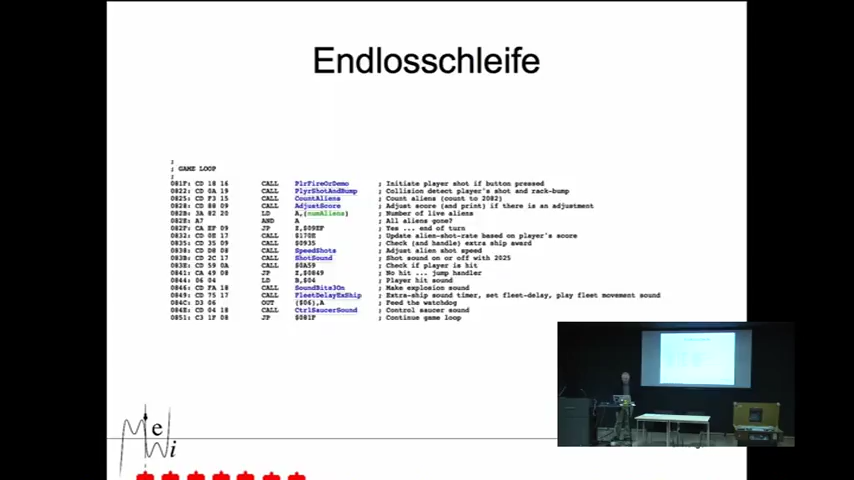 Endlosschleife
;
; GAME LOOP
;
081F: CD 18 16 CALL PlrFireOrDemo ; Initiate player shot if button pressed
0822: CD 0A 19 CALL PlyrShotAndBump ; Collision detect player's shot and rack-bump
0825: CD F3 15 CALL CountAliens ; Count aliens (count to 2082)
0828: CD 88 09 CALL AdjustScore ; Adjust score (and print) if there is an adjustment
082B: 3A 82 20 LD A,(numAliens) ; Number of live aliens
082E: A7 AND A ; All aliens gone?
082F: CA EF 09 JP Z,$09EF ; Yes ... end of turn
0832: CD 0E 17 CALL $170E ; Update alien-shot-rate based on player's score
0835: CD 35 09 CALL $0935 ; Check (and handle) extra ship award
0838: CD D8 08 CALL SpeedShots ; Adjust alien shot speed
083B: CD 2C 17 CALL ShotSound ; Shot sound on or off with 2025
083E: CD 59 0A CALL $0A59 ; Check if player is hit
0841: CA 49 08 JP Z,$0849 ; No hit ... jump handler
0844: 06 04 LD B,$04 ; Player hit sound
0846: CD FA 18 CALL SoundBits3On ; Make explosion sound
0849: CD 75 17 CALL FleetDelayExShip ; Extra-ship sound timer, set fleet-delay, play fleet movement sound
084C: D3 06 OUT ($06),A ; Feed the watchdog
084E: CD 04 18 CALL CtrlSaucerSound ; Control saucer sound
0851: C3 1F 08 JP $081F ; Continue game loop
MeWi